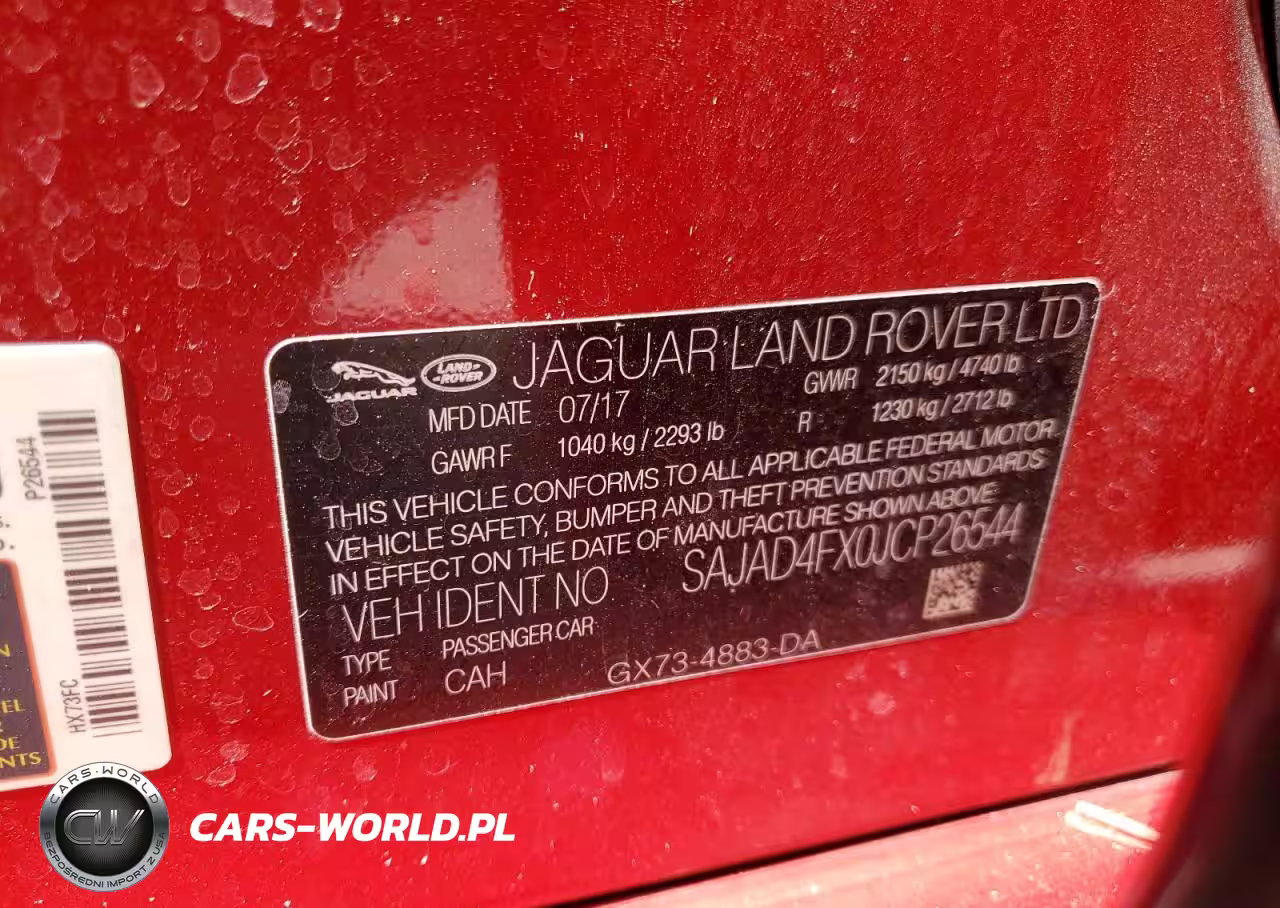 JAGUAR
LAND
ROVER
JAGUAR LAND ROVER LTD
MFD DATE 07/17 GVWR 2150 kg / 4740 lb
GAWR F 1040 kg / 2293 lb R 1230 kg / 2712 lb
THIS VEHICLE CONFORMS TO ALL APPLICABLE FEDERAL MOTOR
VEHICLE SAFETY, BUMPER AND THEFT PREVENTION STANDARDS
IN EFFECT ON THE DATE OF MANUFACTURE SHOWN ABOVE
VEH IDENT NO SAJAD4FX0JCP26544
TYPE PASSENGER CAR
PAINT CAH GX73-4883-DA
P26544
HX73FC
CARS-WORLD
CW
BEZPOŚREDNI IMPORT Z USA
CARS-WORLD.PL